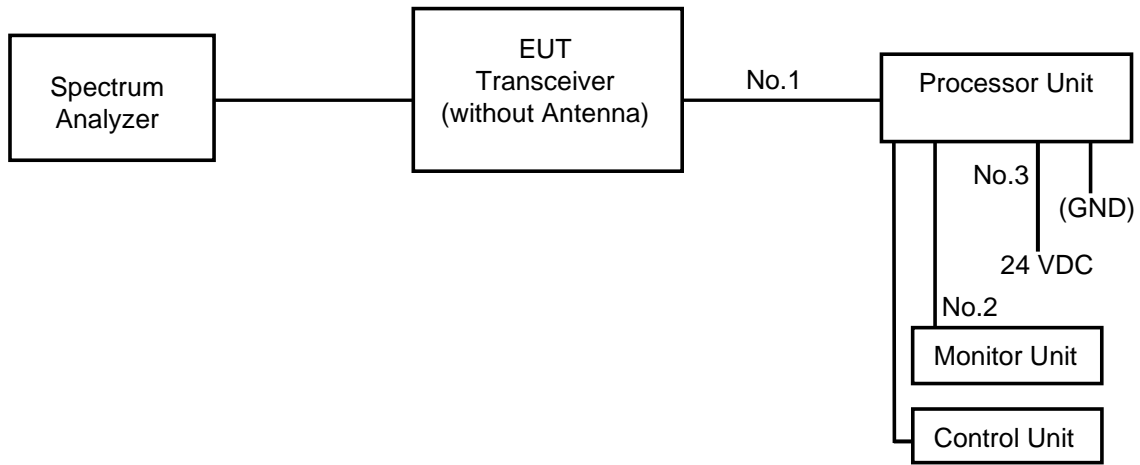 Spectrum
Analyzer
EUT
Transceiver
(without Antenna)
No.1
Processor Unit
No.3
(GND)
24 VDC
No.2
Monitor Unit
Control Unit